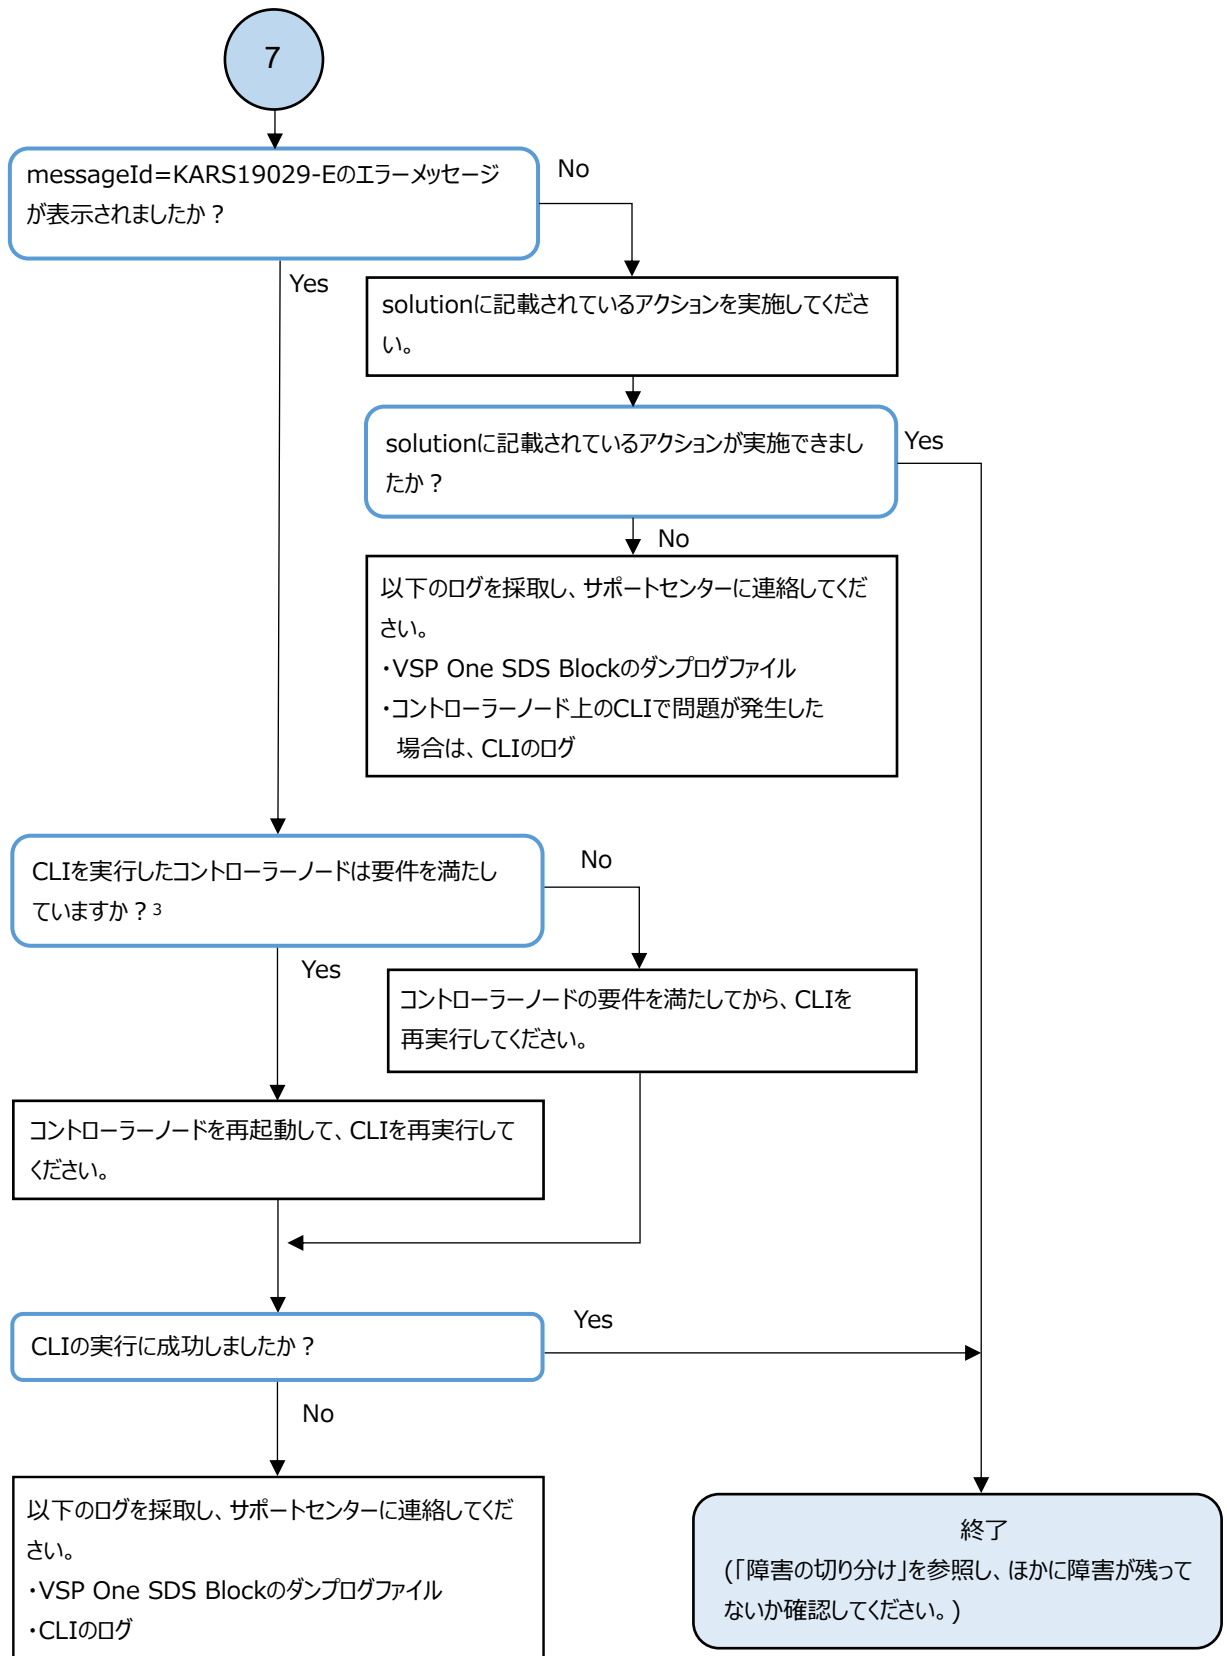 7
messageId=KARS19029-Eのエラーメッセージ
が表示されましたか？
No
Yes
solutionに記載されているアクションを実施してくださ
い。
solutionに記載されているアクションが実施できまし
たか？
Yes
No
以下のログを採取し、サポートセンターに連絡してくだ
さい。
・VSP One SDS Blockのダンプログファイル
・コントローラーノード上のCLIで問題が発生した
場合は、CLIのログ
CLIを実行したコントローラーノードは要件を満たし
ていますか？3
No
Yes
コントローラーノードの要件を満たしてから、CLIを
再実行してください。
コントローラーノードを再起動して、CLIを再実行して
ください。
CLIの実行に成功しましたか？
Yes
No
以下のログを採取し、サポートセンターに連絡してくだ
さい。
・VSP One SDS Blockのダンプログファイル
・CLIのログ
終了
(「障害の切り分け」を参照し、ほかに障害が残って
ないか確認してください。)